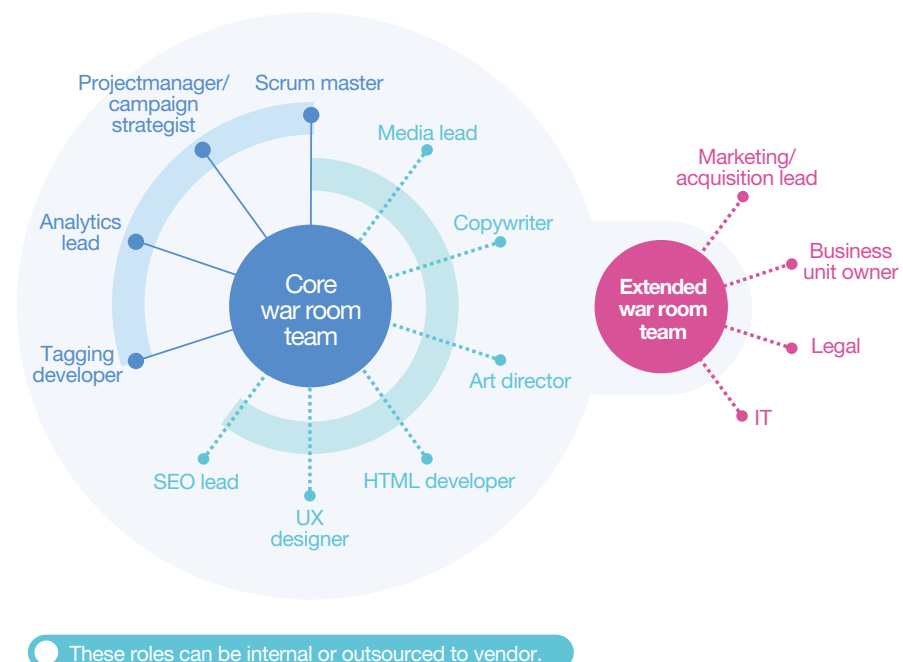 Projectmanager/
campaign
strategist
Scrum master
Media lead
Copywriter
Art director
HTML developer
UX
designer
SEO lead
Tagging
developer
Analytics
lead
Core
war room
team
Marketing/
acquisition lead
Business
unit owner
Legal
IT
Extended
war room
team
These roles can be internal or outsourced to vendor.